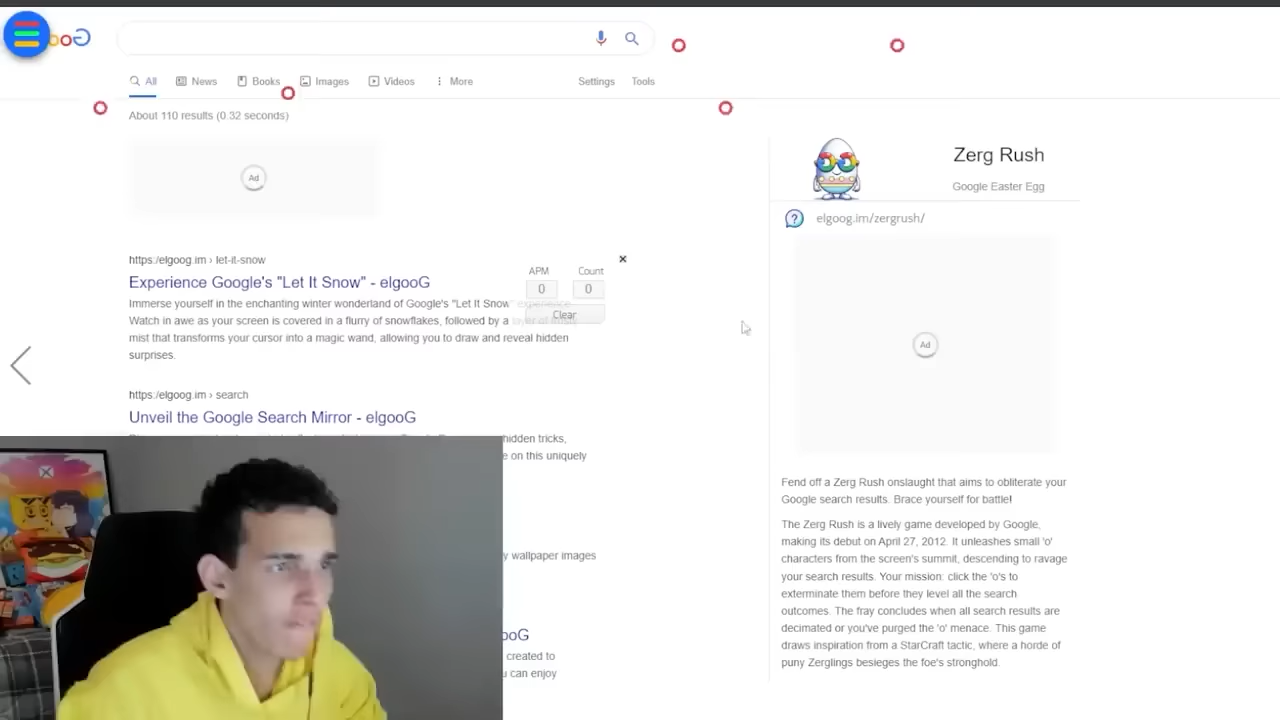 All News Books Images Videos More Settings Tools
About 110 results (0.32 seconds)
Ad
https:/elgoog.im › let-it-snow
Experience Google's "Let It Snow" - elgooG
Immerse yourself in the enchanting winter wonderland of Google's "Let It Snow" experience.
Watch in awe as your screen is covered in a flurry of snowflakes, followed by a layer of frosty
mist that transforms your cursor into a magic wand, allowing you to draw and reveal hidden
surprises.
APM Count
0 0
Clear
https:/elgoog.im › search
Unveil the Google Search Mirror - elgooG
hidden tricks,
e on this uniquely
y wallpaper images
ooG
created to
u can enjoy
Zerg Rush
Google Easter Egg
elgoog.im/zergrush/
Ad
Fend off a Zerg Rush onslaught that aims to obliterate your
Google search results. Brace yourself for battle!
The Zerg Rush is a lively game developed by Google,
making its debut on April 27, 2012. It unleashes small 'o'
characters from the screen's summit, descending to ravage
your search results. Your mission: click the 'o's to
exterminate them before they level all the search
outcomes. The fray concludes when all search results are
decimated or you've purged the 'o' menace. This game
draws inspiration from a StarCraft tactic, where a horde of
puny Zerglings besieges the foe's stronghold.